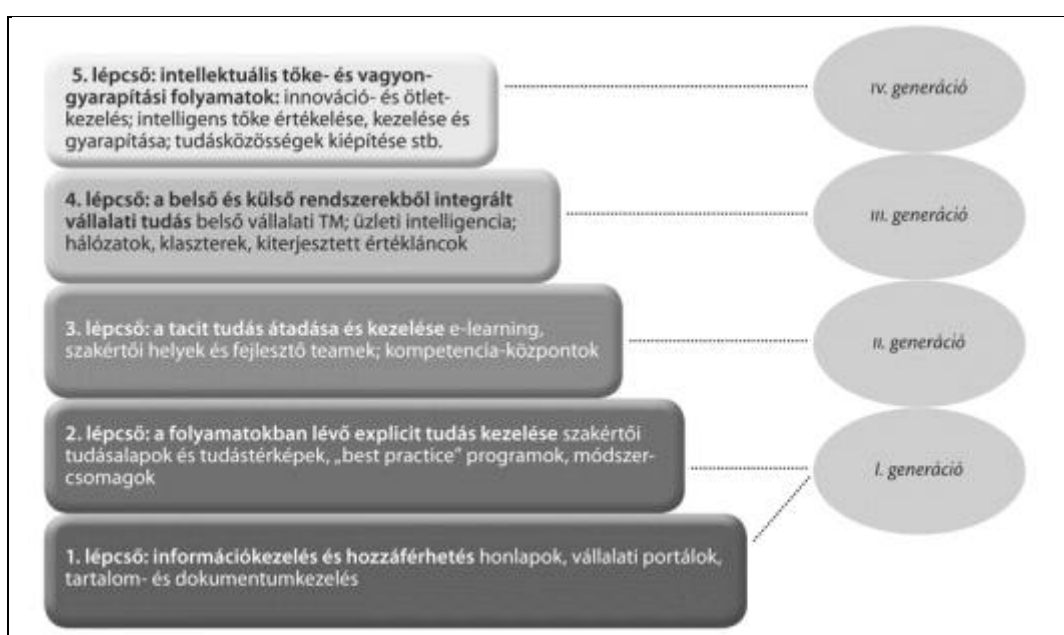 5. lépcső: intellektuális tőke- és vagyon-
gyarapítási folyamatok: innováció- és ötlet-
kezelés; intelligens tőke értékelése, kezelése és
gyarapítása; tudásközösségek kiépítése stb.
IV. generáció
4. lépcső: a belső és külső rendszerekből integrált
vállalati tudás belső vállalati TM; üzleti intelligencia;
hálózatok, klaszterek, kiterjesztett értékláncok
III. generáció
3. lépcső: a tacit tudás átadása és kezelése e-learning,
szakértői helyek és fejlesztő teamek; kompetencia-központok
II. generáció
2. lépcső: a folyamatokban lévő explicit tudás kezelése szakértői
tudásalapok és tudástérképek, „best practice” programok, módszer-
csomagok
I. generáció
1. lépcső: információkezelés és hozzáférhetés honlapok, vállalati portálok,
tartalom- és dokumentumkezelés